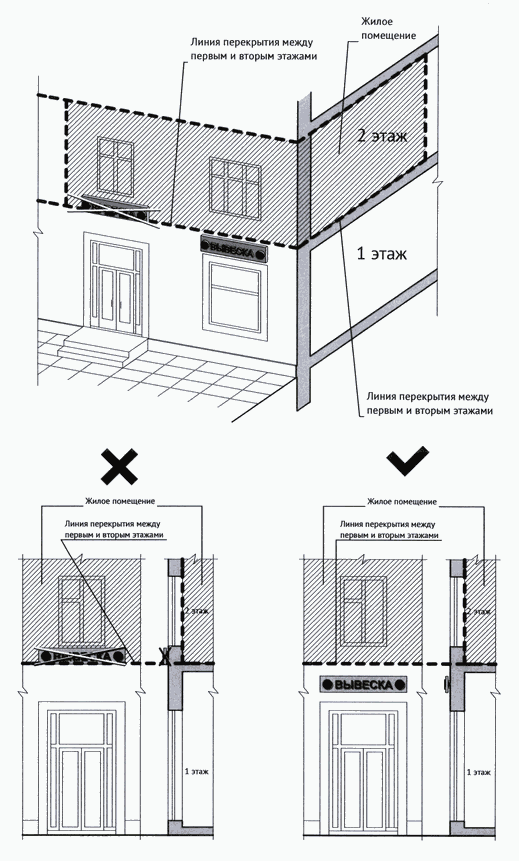 Жилое
помещение
Линия перекрытия между
первым и вторым этажами
2 этаж
ВЫВЕСКА
1 этаж
Линия перекрытия между
первым и вторым этажами
Жилое помещение
Линия перекрытия между
первым и вторым этажами
2 этаж
1 этаж
Жилое помещение
Линия перекрытия между
первым и вторым этажами
2 этаж
ВЫВЕСКА
1 этаж